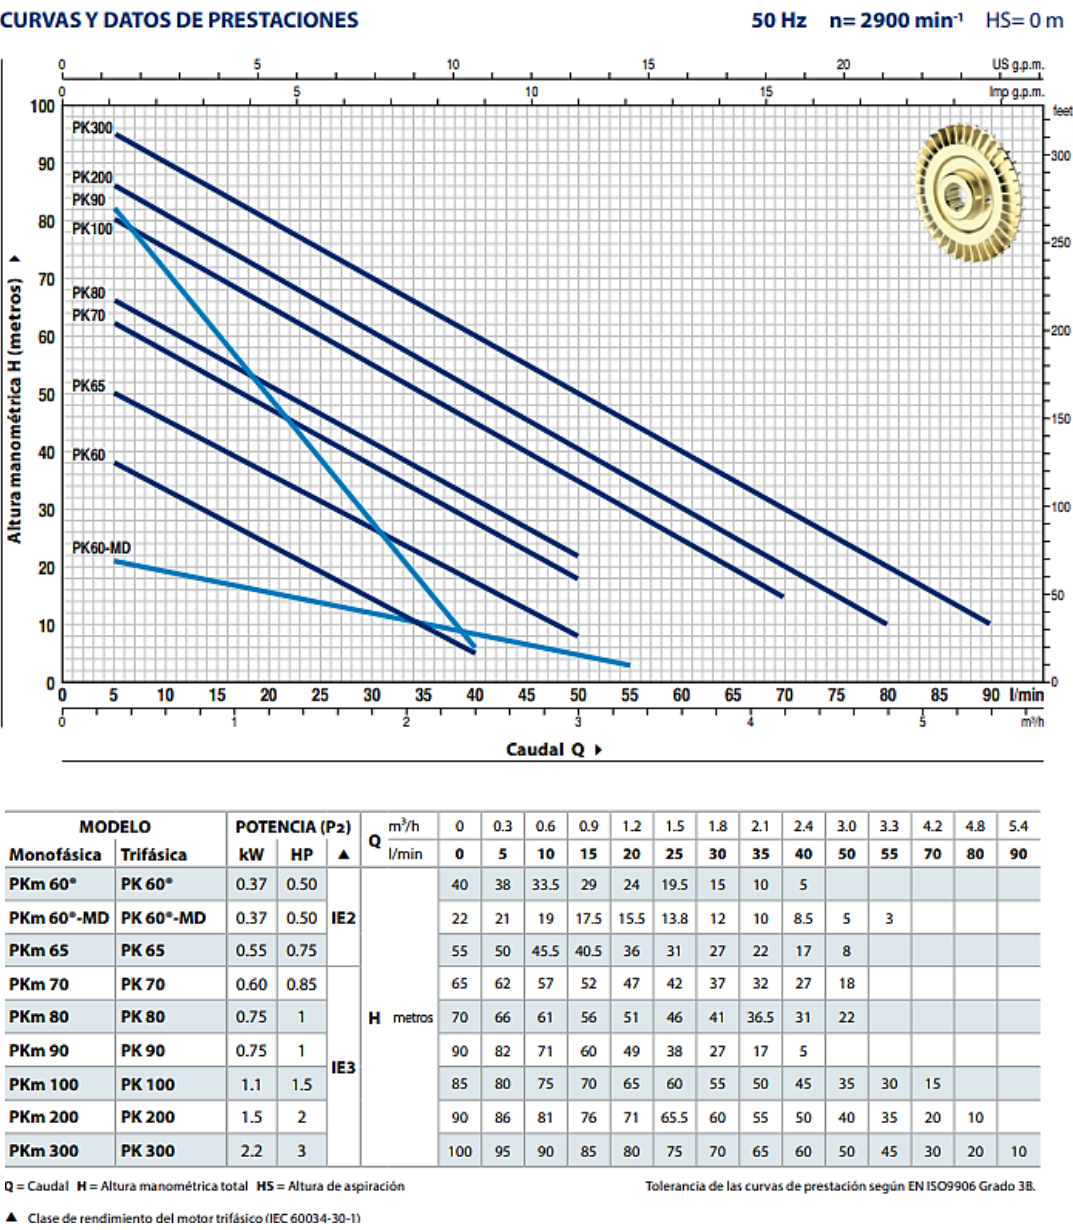 CURVAS Y DATOS DE PRESTACIONES 50 Hz n= 2900 min-1 HS= 0 m
0 5 10 15 20 US g.p.m.
0 5 10 15 Imp g.p.m.
100 feet
PK300
90 300
PK200
PK90
80
PK100 250
70
PK80
PK70
60 200
50
PK65
150
40
PK60
30 100
PK60-MD
20
50
10
0 0
Altura manométrica H (metros) ▶
0 5 10 15 20 25 30 35 40 45 50 55 60 65 70 75 80 85 90 l/min
0 1 2 3 4 5 m³/h
Caudal Q ▶
MODELO POTENCIA (P2) Q m³/h 0 0.3 0.6 0.9 1.2 1.5 1.8 2.1 2.4 3.0 3.3 4.2 4.8 5.4
Monofásica Trifásica kW HP ▲ l/min 0 5 10 15 20 25 30 35 40 50 55 70 80 90
PKm 60® PK 60® 0.37 0.50 40 38 33.5 29 24 19.5 15 10 5
PKm 60®-MD PK 60®-MD 0.37 0.50 IE2 22 21 19 17.5 15.5 13.8 12 10 8.5 5 3
PKm 65 PK 65 0.55 0.75 55 50 45.5 40.5 36 31 27 22 17 8
PKm 70 PK 70 0.60 0.85 65 62 57 52 47 42 37 32 27 18
PKm 80 PK 80 0.75 1 H metros 70 66 61 56 51 46 41 36.5 31 22
PKm 90 PK 90 0.75 1 IE3 90 82 71 60 49 38 27 17 5
PKm 100 PK 100 1.1 1.5 85 80 75 70 65 60 55 50 45 35 30 15
PKm 200 PK 200 1.5 2 90 86 81 76 71 65.5 60 55 50 40 35 20 10
PKm 300 PK 300 2.2 3 100 95 90 85 80 75 70 65 60 50 45 30 20 10
Q = Caudal H = Altura manométrica total HS = Altura de aspiración Tolerancia de las curvas de prestación según EN ISO9906 Grado 3B.
▲ Clase de rendimiento del motor trifásico (IEC 60034-30-1)